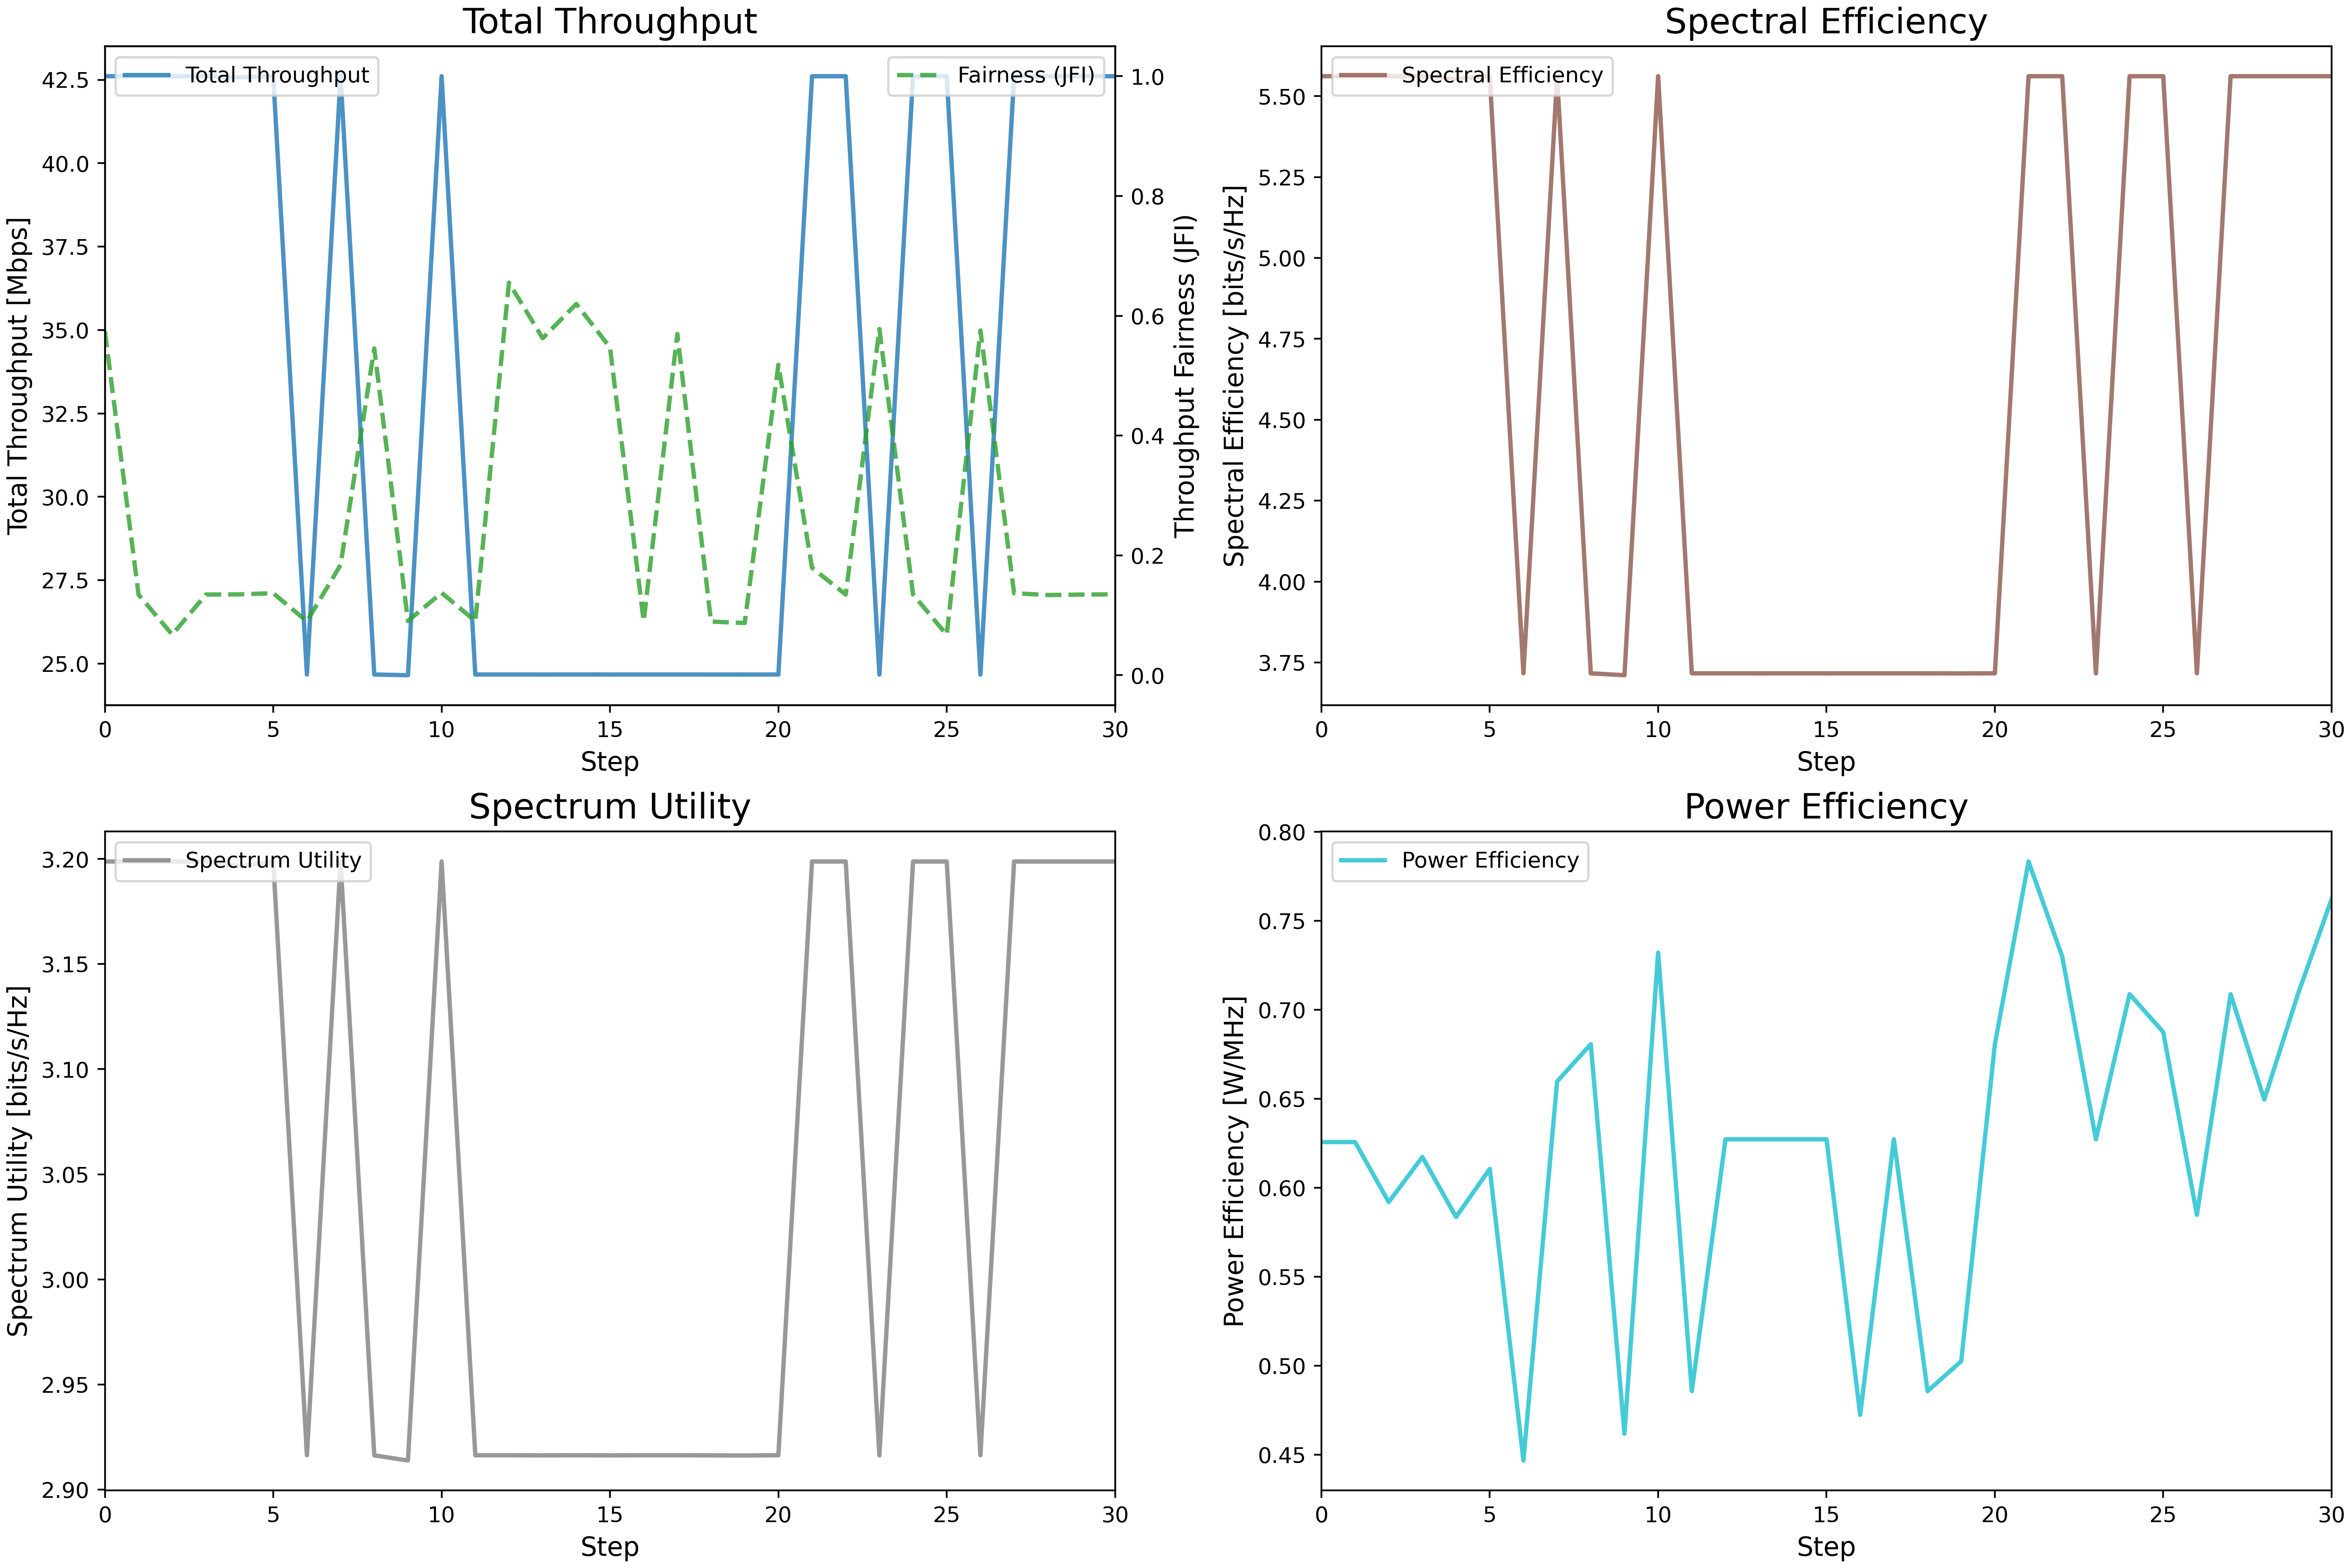 Total Throughput
Total Throughput
Fairness (JFI)
Total Throughput [Mbps]
42.5
40.0
37.5
35.0
32.5
30.0
27.5
25.0
1.0
0.8
0.6
0.4
0.2
0.0
Throughput Fairness (JFI)
0 5 10 15 20 25 30
Step
Spectral Efficiency
Spectral Efficiency
Spectral Efficiency [bits/s/Hz]
5.50
5.25
5.00
4.75
4.50
4.25
4.00
3.75
0 5 10 15 20 25 30
Step
Spectrum Utility
Spectrum Utility
Spectrum Utility [bits/s/Hz]
3.20
3.15
3.10
3.05
3.00
2.95
2.90
0 5 10 15 20 25 30
Step
Power Efficiency
Power Efficiency
Power Efficiency [W/MHz]
0.80
0.75
0.70
0.65
0.60
0.55
0.50
0.45
0 5 10 15 20 25 30
Step